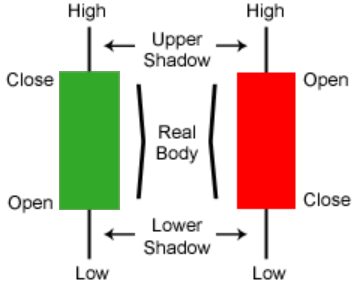 High
High
Upper
Shadow
Close
Open
Real
Body
Open
Close
Lower
Shadow
Low
Low